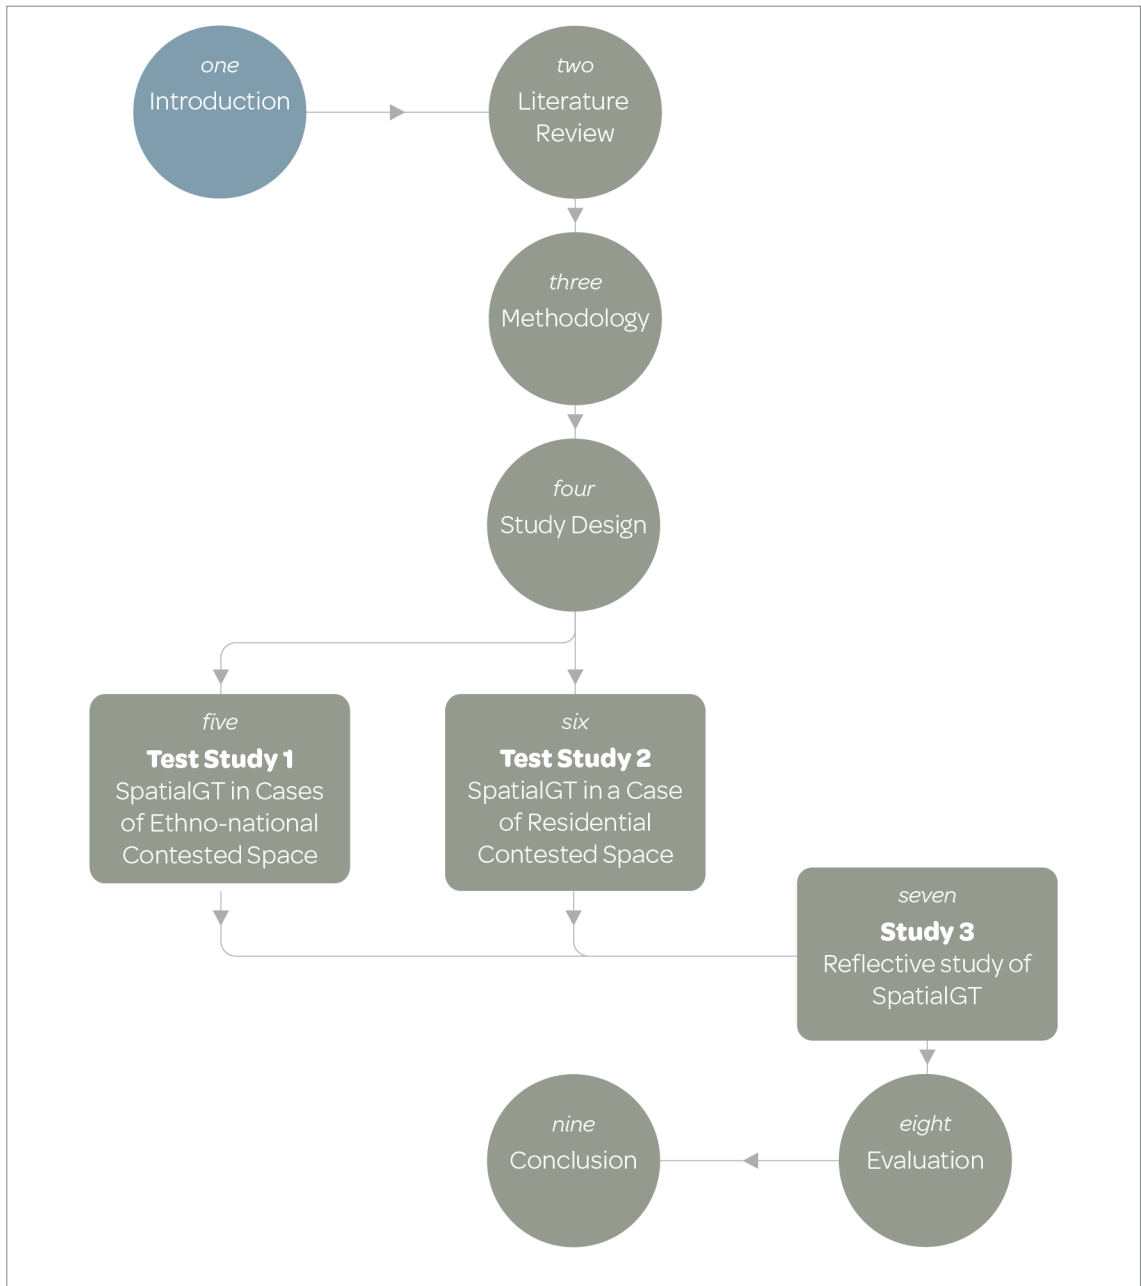 one
Introduction
two
Literature
Review
three
Methodology
four
Study Design
five
Test Study 1
SpatialGT in Cases
of Ethno-national
Contested Space
six
Test Study 2
SpatialGT in a Case
of Residential
Contested Space
seven
Study 3
Reflective study of
SpatialGT
eight
Evaluation
nine
Conclusion